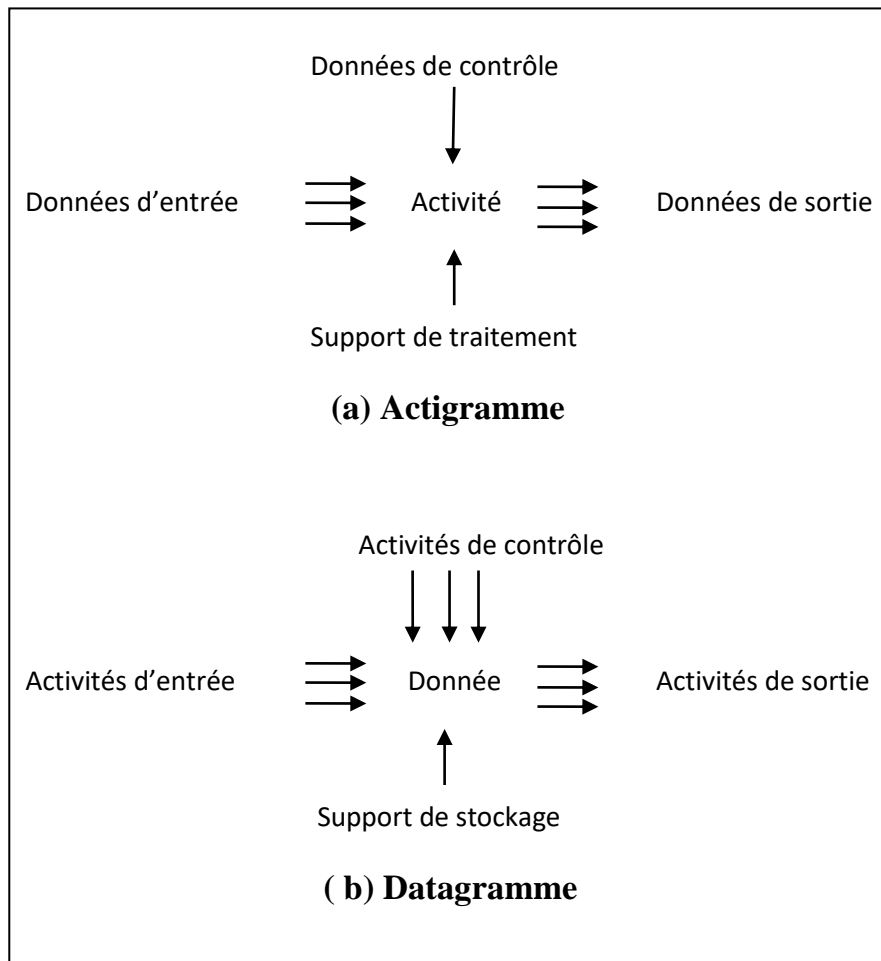 Données de contrôle
Données d'entrée Activité Données de sortie
Support de traitement
(a) Actigramme
Activités de contrôle
Activités d'entrée Donnée Activités de sortie
Support de stockage
( b) Datagramme